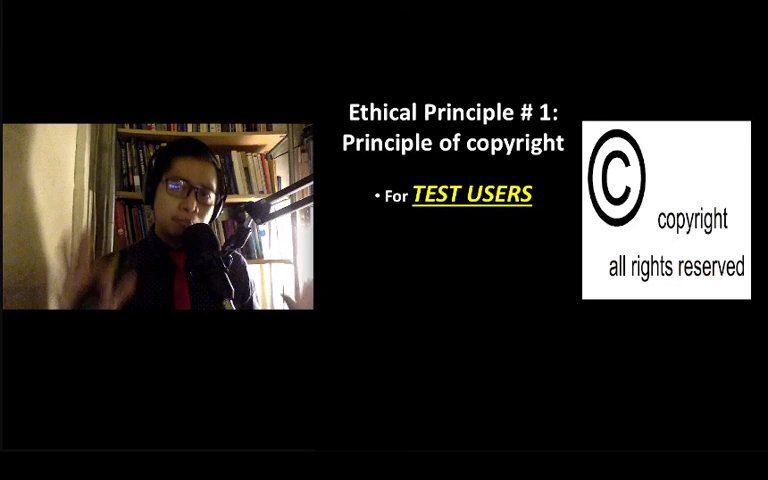 Ethical Principle # 1:
Principle of copyright
• For TEST USERS
©
copyright
all rights reserved